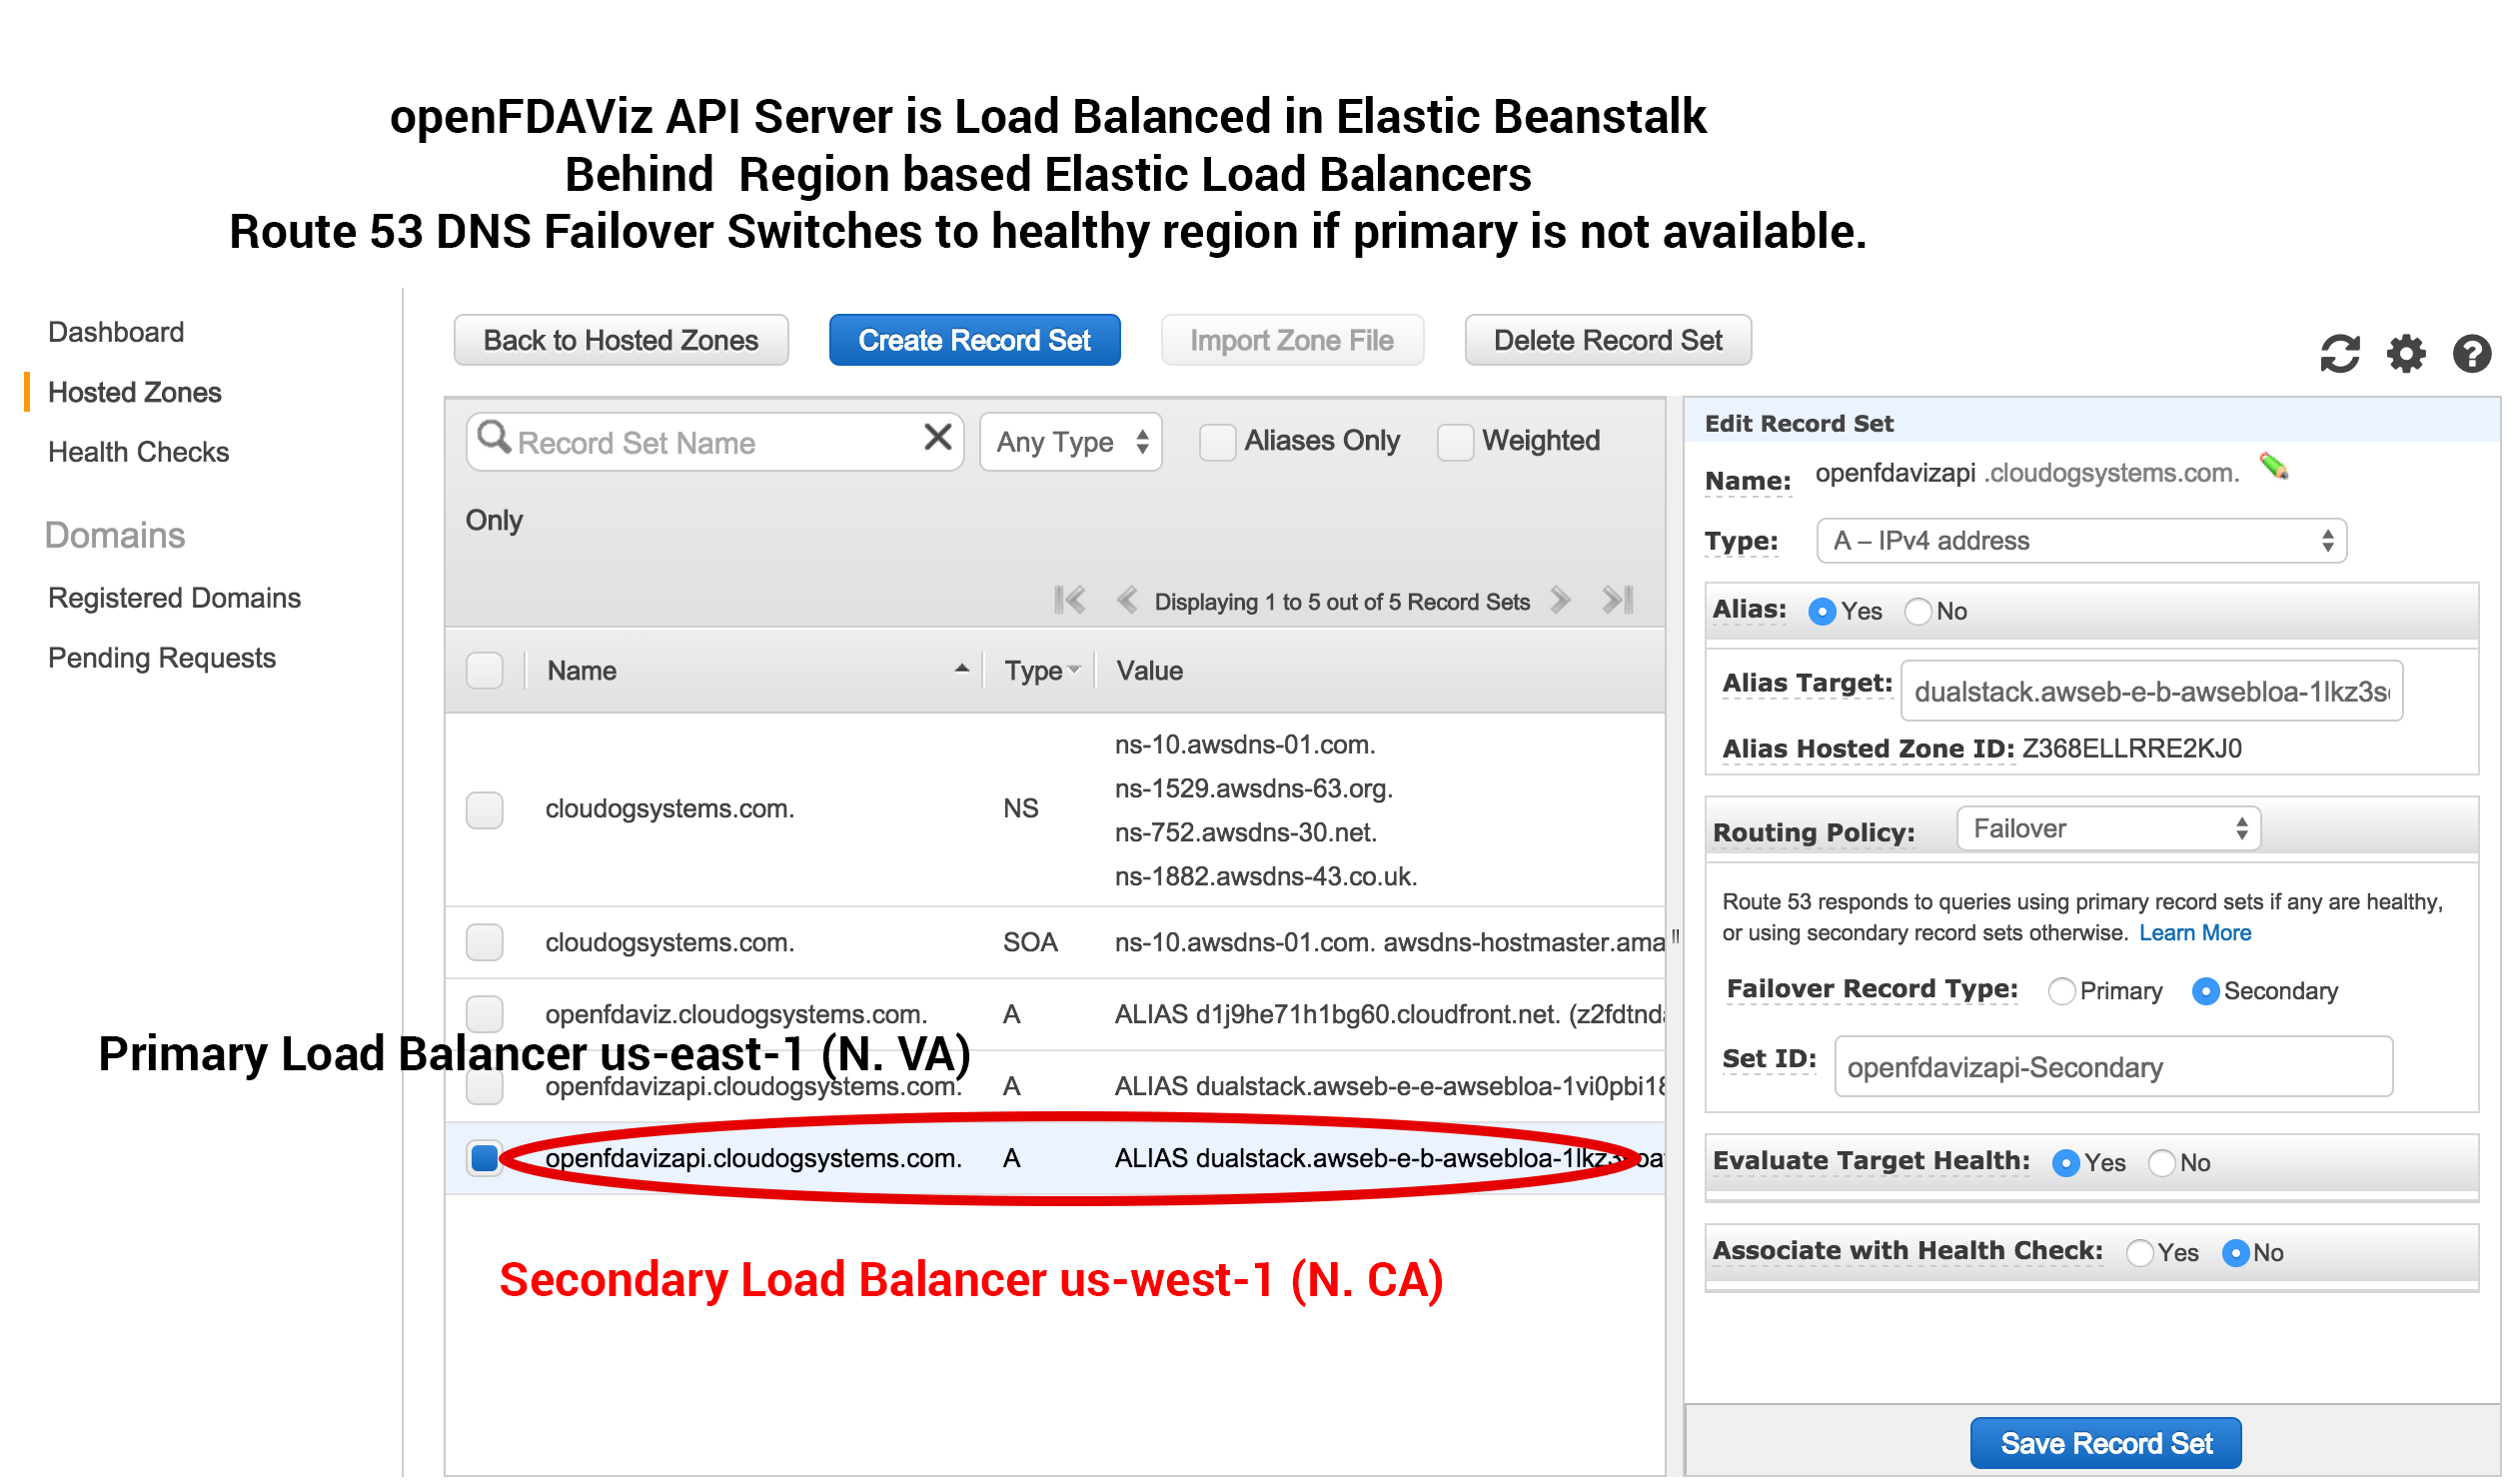 openFDAViz API Server is Load Balanced in Elastic Beanstalk
Behind Region based Elastic Load Balancers
Route 53 DNS Failover Switches to healthy region if primary is not available.
Dashboard
Hosted Zones
Health Checks
Domains
Registered Domains
Pending Requests
Back to Hosted Zones Create Record Set Import Zone File Delete Record Set
Record Set Name Any Type Aliases Only Weighted
Only
Displaying 1 to 5 out of 5 Record Sets
Name Type Value
ns-10.awsdns-01.com.
ns-1529.awsdns-63.org.
cloudogsystems.com. NS
ns-752.awsdns-30.net.
ns-1882.awsdns-43.co.uk.
cloudogsystems.com. SOA ns-10.awsdns-01.com. awsdns-hostmaster.ama
openfdaviz.cloudogsystems.com. A ALIAS d1j9he71h1bg60.cloudfront.net. (z2fdtnda
Primary Load Balancer us-east-1 (N. VA)
openfdavizapi.cloudogsystems.com. A ALIAS dualstack.awseb-e-e-awsebloa-1vi0pbi18
openfdavizapi.cloudogsystems.com. A ALIAS dualstack.awseb-e-b-awsebloa-1lkz3
Secondary Load Balancer us-west-1 (N. CA)
Edit Record Set
Name: openfdavizapi .cloudogsystems.com.
Type: A – IPv4 address
Alias: Yes No
Alias Target: dualstack.awseb-e-b-awsebloa-1lkz3s
Alias Hosted Zone ID: Z368ELLRRE2KJ0
Routing Policy: Failover
Route 53 responds to queries using primary record sets if any are healthy,
or using secondary record sets otherwise. Learn More
Failover Record Type: Primary Secondary
Set ID: openfdavizapi-Secondary
Evaluate Target Health: Yes No
Associate with Health Check: Yes No
Save Record Set